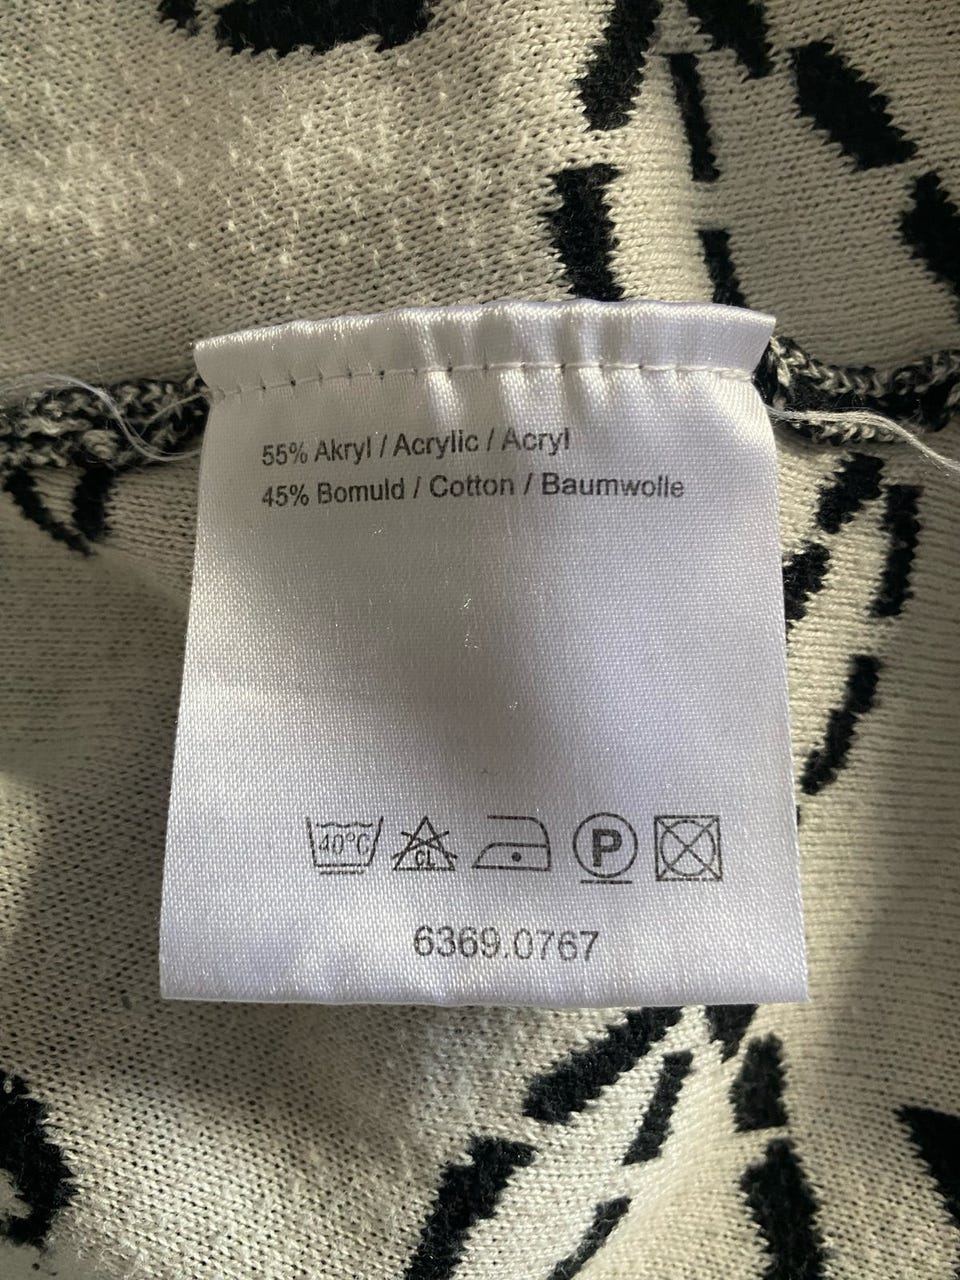 55% Akryl / Acrylic / Acryl
45% Bomuld / Cotton / Baumwolle
40°C CL P
6369.0767